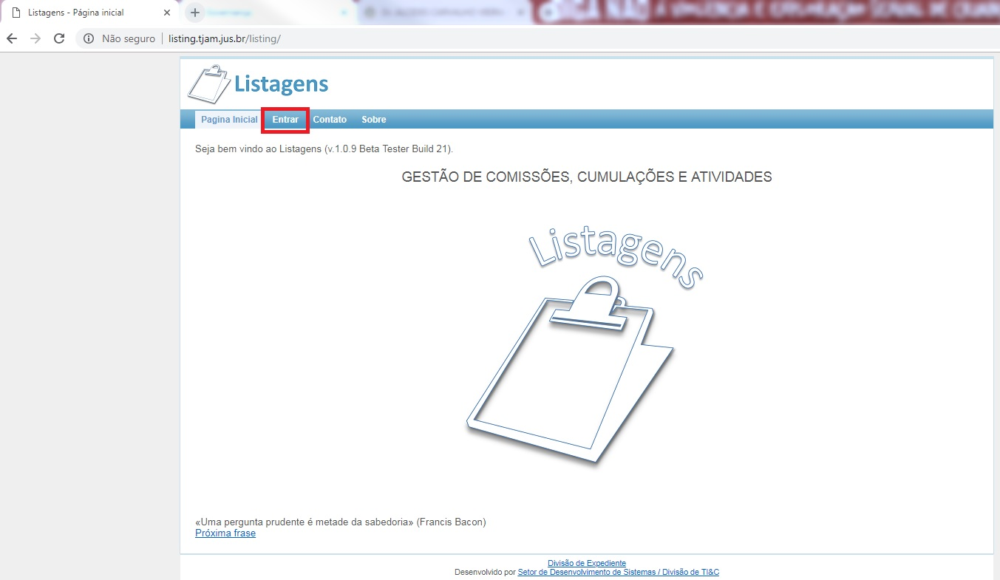 Listagens - Página inicial
Não seguro
listing.tjam.jus.br/listing/
Listagens
Pagina Inicial Entrar Contato Sobre
Seja bem vindo ao Listagens (v.1.0.9 Beta Tester Build 21).
GESTÃO DE COMISSÕES, CUMULAÇÕES E ATIVIDADES
Listagens
«Uma pergunta prudente é metade da sabedoria» (Francis Bacon)
Próxima frase
Divisão de Expediente
Desenvolvido por Setor de Desenvolvimento de Sistemas / Divisão de TI&C